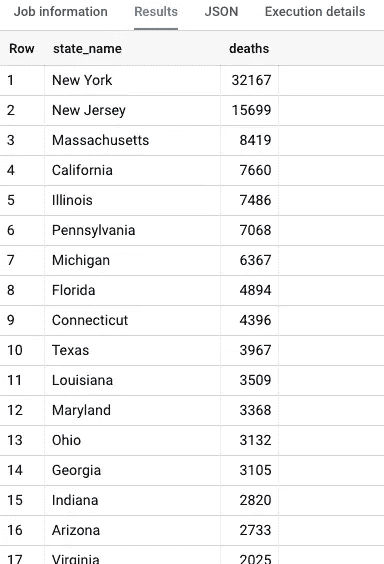 Job information Results JSON Execution details
Row state_name deaths
1 New York 32167
2 New Jersey 15699
3 Massachusetts 8419
4 California 7660
5 Illinois 7486
6 Pennsylvania 7068
7 Michigan 6367
8 Florida 4894
9 Connecticut 4396
10 Texas 3967
11 Louisiana 3509
12 Maryland 3368
13 Ohio 3132
14 Georgia 3105
15 Indiana 2820
16 Arizona 2733
17 Virginia 2025